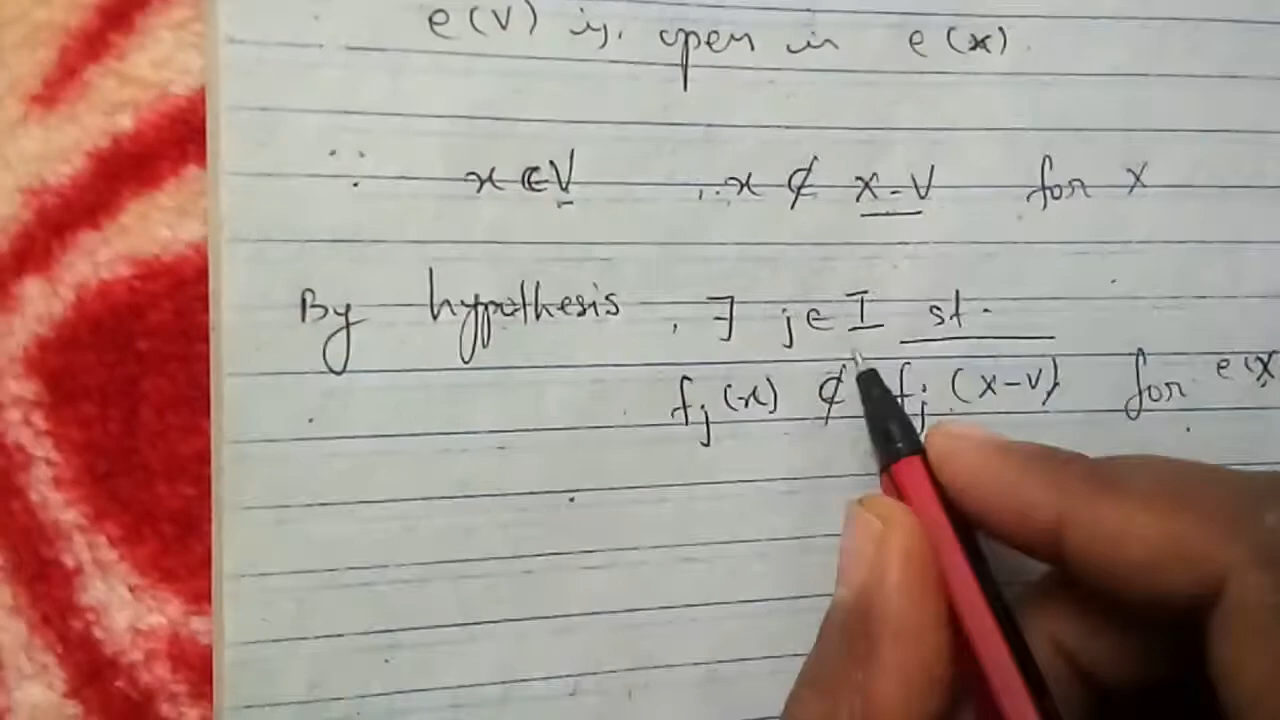 e(V) is open in e(x).
∵ x ∈ V ∴ x ∉ X-V for X
By hypothesis, ∃ j ∈ I st.
fj(x) ∉ fj(X-V) for e(X